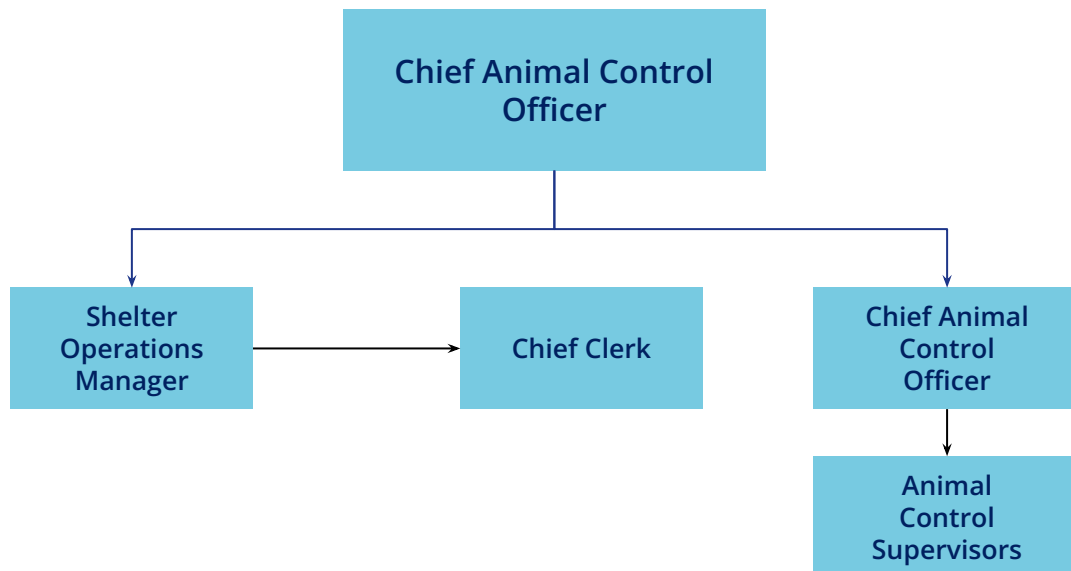 Chief Animal Control
Officer
Shelter
Operations
Manager
Chief Clerk
Chief Animal
Control
Officer
Animal
Control
Supervisors